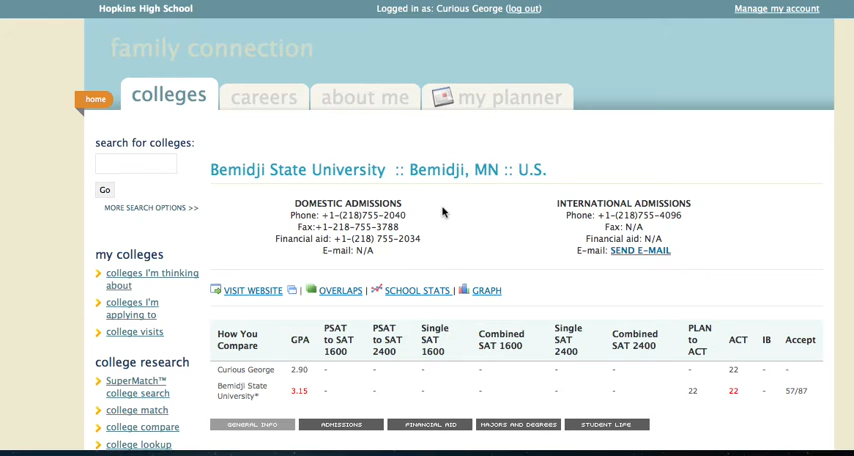 Hopkins High School
Logged in as: Curious George (log out)
Manage my account
family connection
home
colleges
careers
about me
my planner
search for colleges:
Go
MORE SEARCH OPTIONS >>
my colleges
colleges I'm thinking
about
colleges I'm
applying to
college visits
college research
SuperMatch™
college search
college match
college compare
college lookup
Bemidji State University :: Bemidji, MN :: U.S.
DOMESTIC ADMISSIONS
Phone: +1-(218)755-2040
Fax:+1-218-755-3788
Financial aid: +1-(218) 755-2034
E-mail: N/A
INTERNATIONAL ADMISSIONS
Phone: +1-(218)755-4096
Fax: N/A
Financial aid: N/A
E-mail: SEND E-MAIL
VISIT WEBSITE | OVERLAPS | SCHOOL STATS | GRAPH
How You Compare GPA PSAT to SAT 1600 PSAT to SAT 2400 Single SAT 1600 Combined SAT 1600 Single SAT 2400 Combined SAT 2400 PLAN to ACT ACT IB Accept
Curious George 2.90 - - - - - - - 22 - -
Bemidji State University* 3.15 - - - - - - 22 22 - 57/87
GENERAL INFO ADMISSIONS FINANCIAL AID MAJORS AND DEGREES STUDENT LIFE